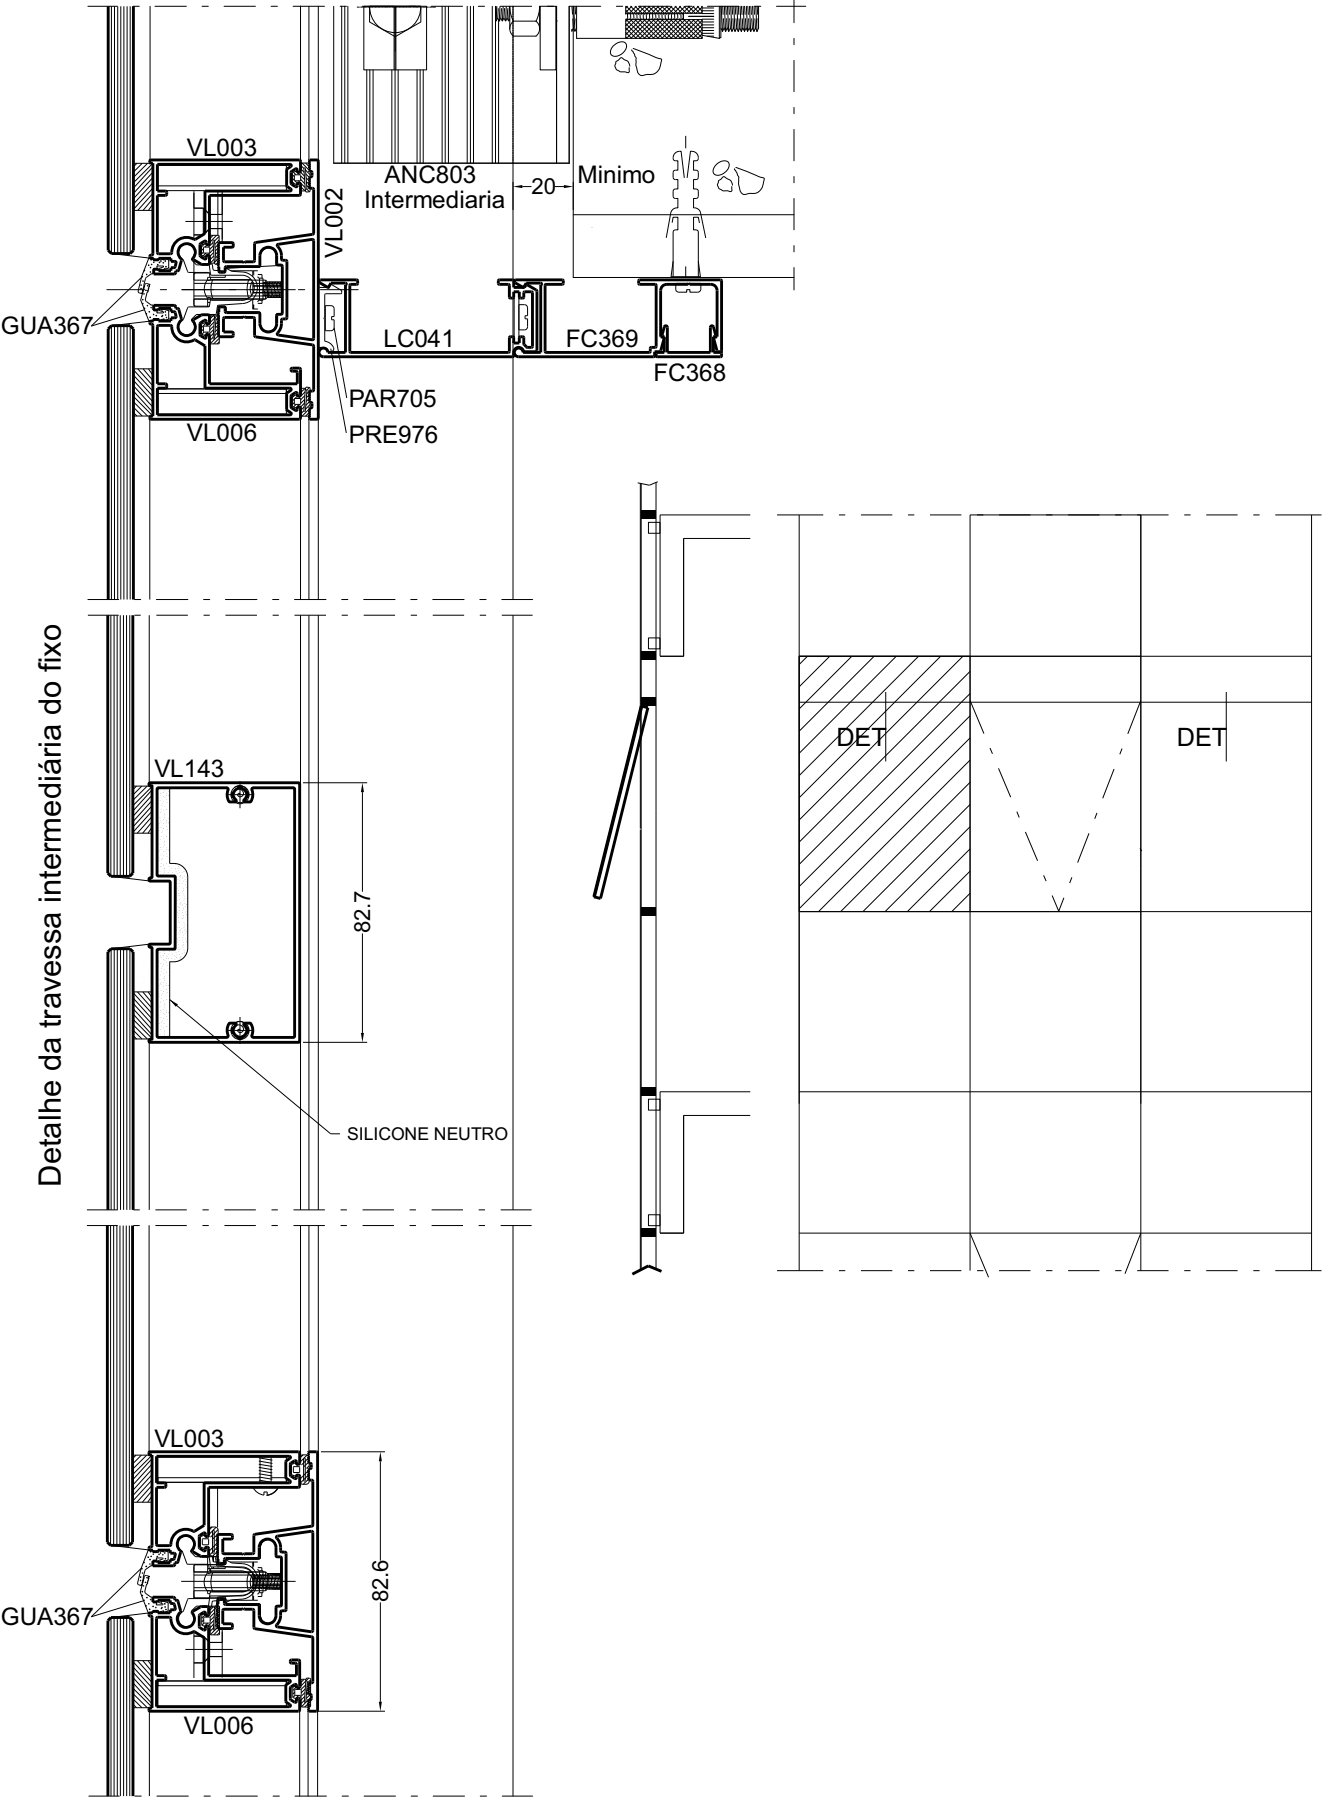 VL003
ANC803
Intermediaria
20
Minimo
VL002
GUA367
LC041
FC369
FC368
PAR705
PRE976
VL006
Detalhe da travessa intermediária do fixo
DET
DET
VL143
82.7
SILICONE NEUTRO
VL003
82.6
GUA367
VL006